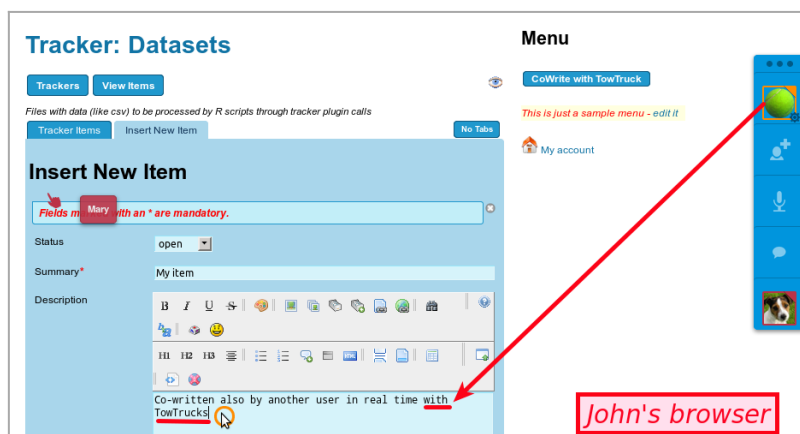 Tracker: Datasets
Trackers View Items
Files with data (like csv) to be processed by R scripts through tracker plugin calls
Tracker Items Insert New Item No Tabs
Insert New Item
Fields m with an * are mandatory.
Mary
Status open
Summary* My item
Description
B I U S
H1 H2 H3
Co-written also by another user in real time with
TowTrucks
Menu
CoWrite with TowTruck
This is just a sample menu - edit it
My account
John's browser